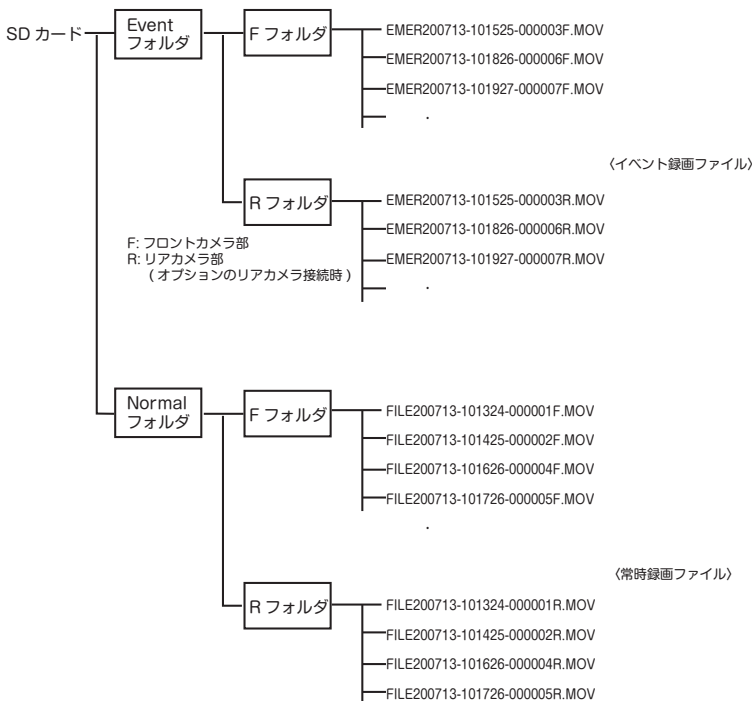 SD カード
Event
フォルダ
F フォルダ
EMER200713-101525-000003F.MOV
EMER200713-101826-000006F.MOV
EMER200713-101927-000007F.MOV
.
〈イベント録画ファイル〉
R フォルダ
EMER200713-101525-000003R.MOV
EMER200713-101826-000006R.MOV
EMER200713-101927-000007R.MOV
.
F: フロントカメラ部
R: リアカメラ部
( オプションのリアカメラ接続時 )
Normal
フォルダ
F フォルダ
FILE200713-101324-000001F.MOV
FILE200713-101425-000002F.MOV
FILE200713-101626-000004F.MOV
FILE200713-101726-000005F.MOV
.
〈常時録画ファイル〉
R フォルダ
FILE200713-101324-000001R.MOV
FILE200713-101425-000002R.MOV
FILE200713-101626-000004R.MOV
FILE200713-101726-000005R.MOV